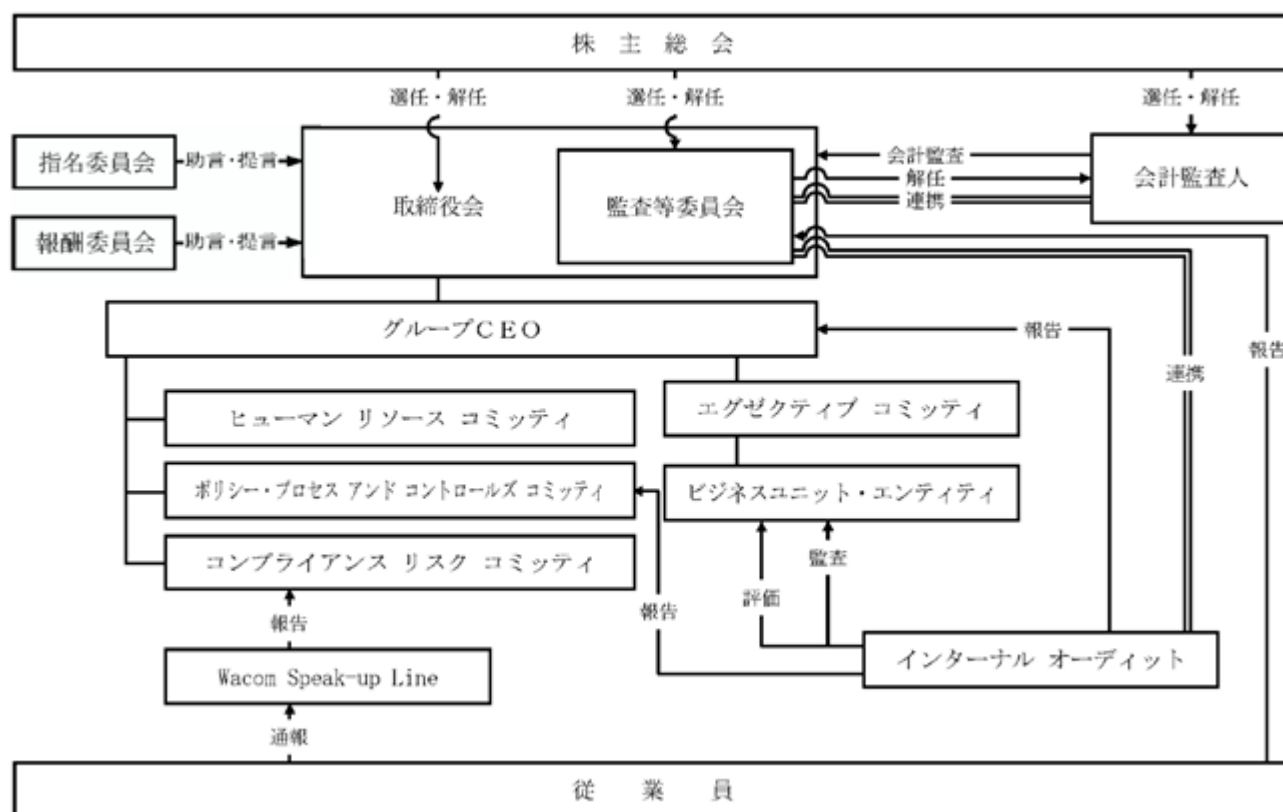 株 主 総 会
選任・解任
選任・解任
選任・解任
指名委員会
助言・提言
報酬委員会
助言・提言
取締役会
監査等委員会
会計監査
解任
連携
会計監査人
グループCEO
報告
連携
報告
ヒューマン リソース コミッティ
エグゼクティブ コミッティ
ポリシー・プロセス アンド コントロールズ コミッティ
ビジネスユニット・エンティティ
コンプライアンス リスク コミッティ
監査
評価
報告
報告
インターナル オーディット
Wacom Speak-up Line
通報
従 業 員